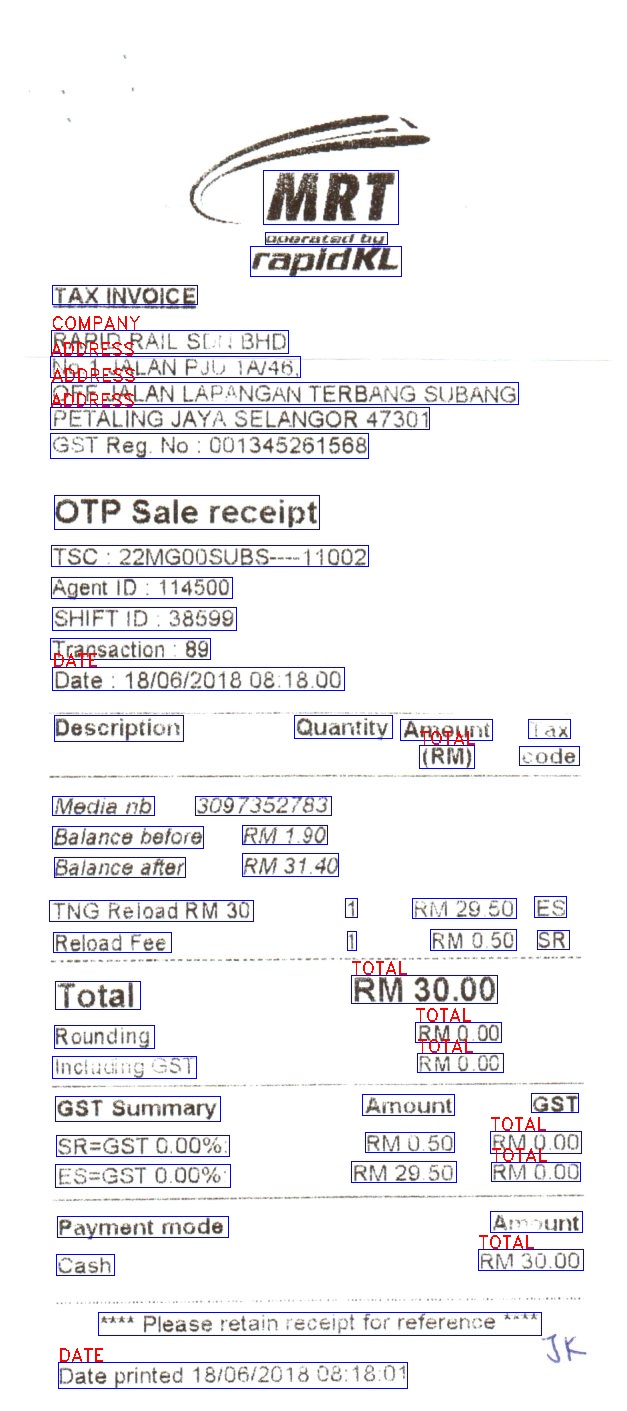 MRT
operated by
rapidKL
TAX INVOICE
COMPANY
RAPID RAIL SDN BHD
ADDRESS
No.1 JALAN PJU 1A/46,
ADDRESS
OFF JALAN LAPANGAN TERBANG SUBANG
ADDRESS
PETALING JAYA SELANGOR 47301
GST Reg. No : 001345261568
OTP Sale receipt
TSC : 22MG00SUBS----11002
Agent ID : 114500
SHIFT ID : 38599
Transaction : 89
DATE
Date : 18/06/2018 08:18:00
Description Quantity Amount Tax
TOTAL
(RM) code
Media nb 3097352783
Balance before RM 1.90
Balance after RM 31.40
TNG Reload RM 30 1 RM 29.50 ES
Reload Fee 1 RM 0.50 SR
TOTAL
Total RM 30.00
TOTAL
Rounding RM 0.00
TOTAL
Including GST RM 0.00
GST Summary Amount GST
TOTAL
SR=GST 0.00%: RM 0.50 RM 0.00
TOTAL
ES=GST 0.00%: RM 29.50 RM 0.00
Payment mode Amount
TOTAL
Cash RM 30.00
**** Please retain receipt for reference ****
JK
DATE
Date printed 18/06/2018 08:18:01